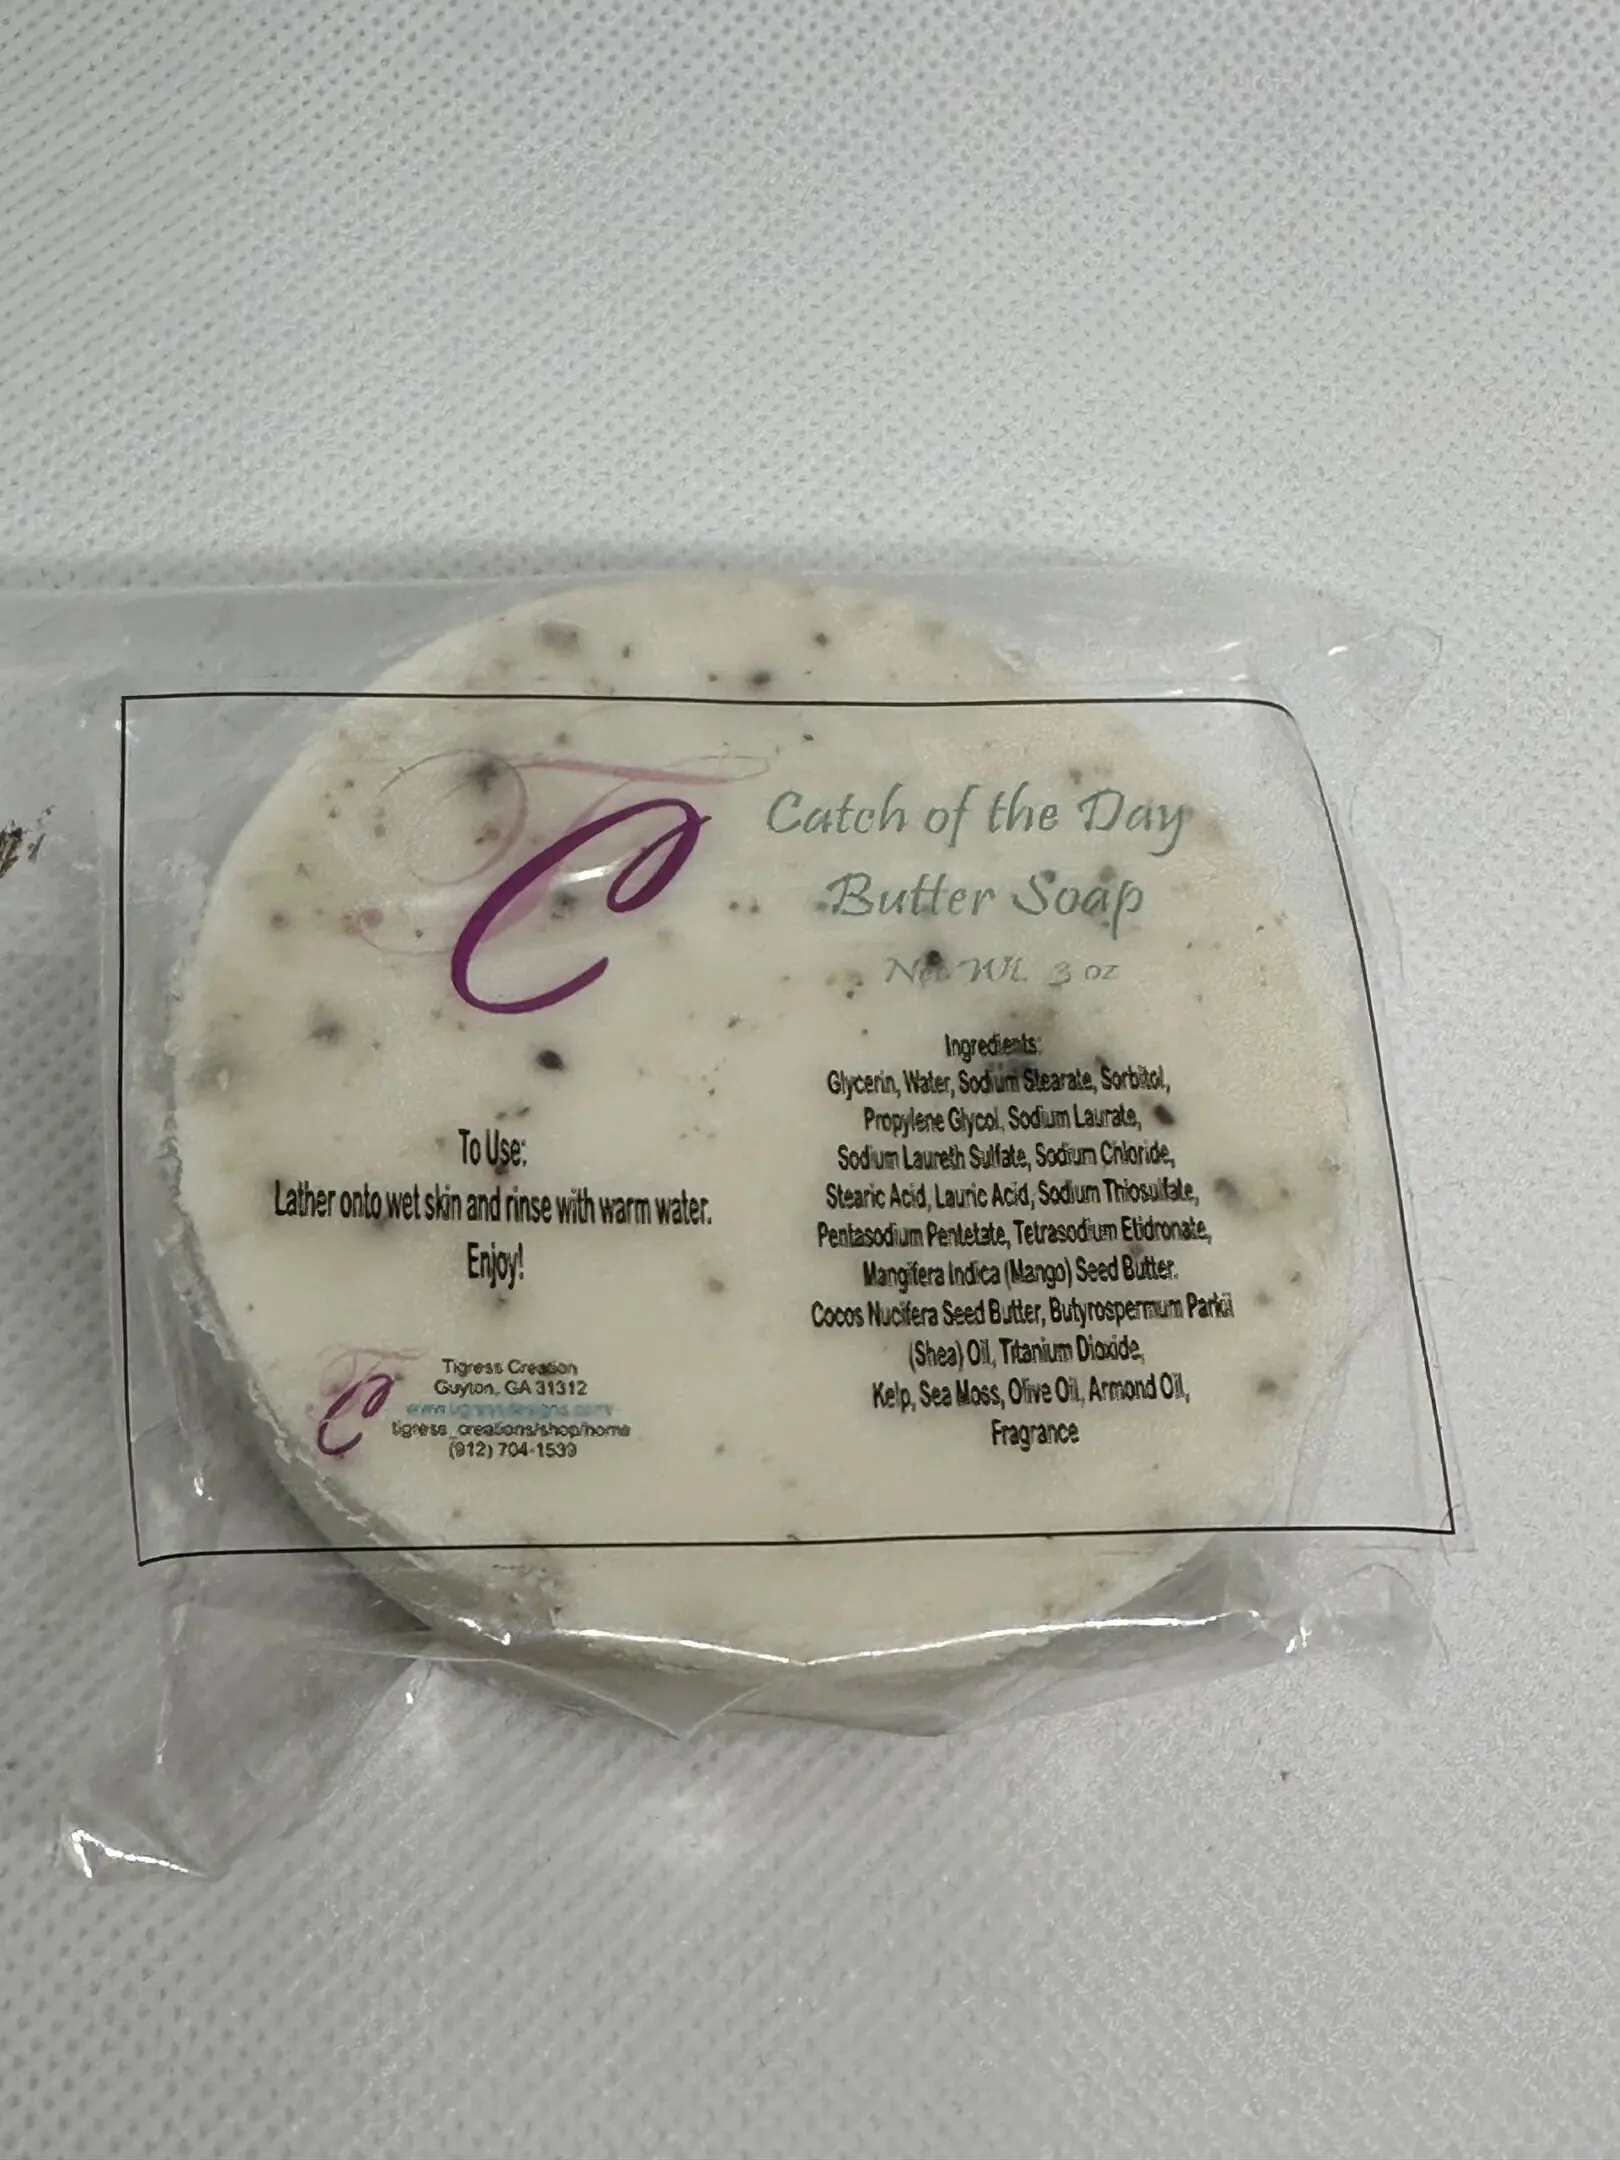 TC
Catch of the Day
Butter Soap
Net Wt. 3 oz
To Use:
Lather onto wet skin and rinse with warm water.
Enjoy!
Ingredients:
Glycerin, Water, Sodium Stearate, Sorbitol,
Propylene Glycol, Sodium Laurate,
Sodium Laureth Sulfate, Sodium Chloride,
Stearic Acid, Lauric Acid, Sodium Thiosulfate,
Pentasodium Pentetate, Tetrasodium Etidronate,
Mangifera Indica (Mango) Seed Butter.
Cocos Nucifera Seed Butter, Butyrospermum Parkii
(Shea) Oil, Titanium Dioxide,
Kelp, Sea Moss, Olive Oil, Armond Oil,
Fragrance
TC
Tigress Creation
Guyton, GA 31312
tigress_creations/shop/home
(912) 704-1539